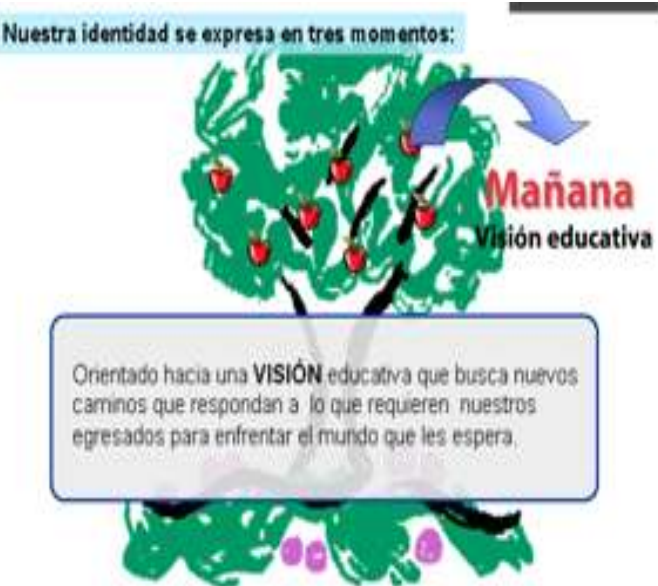 Nuestra identidad se expresa en tres momentos:
Mañana
Visión educativa
Orientado hacia una VISIÓN educativa que busca nuevos
caminos que respondan a lo que requieren nuestros
egresados para enfrentar el mundo que les espera.